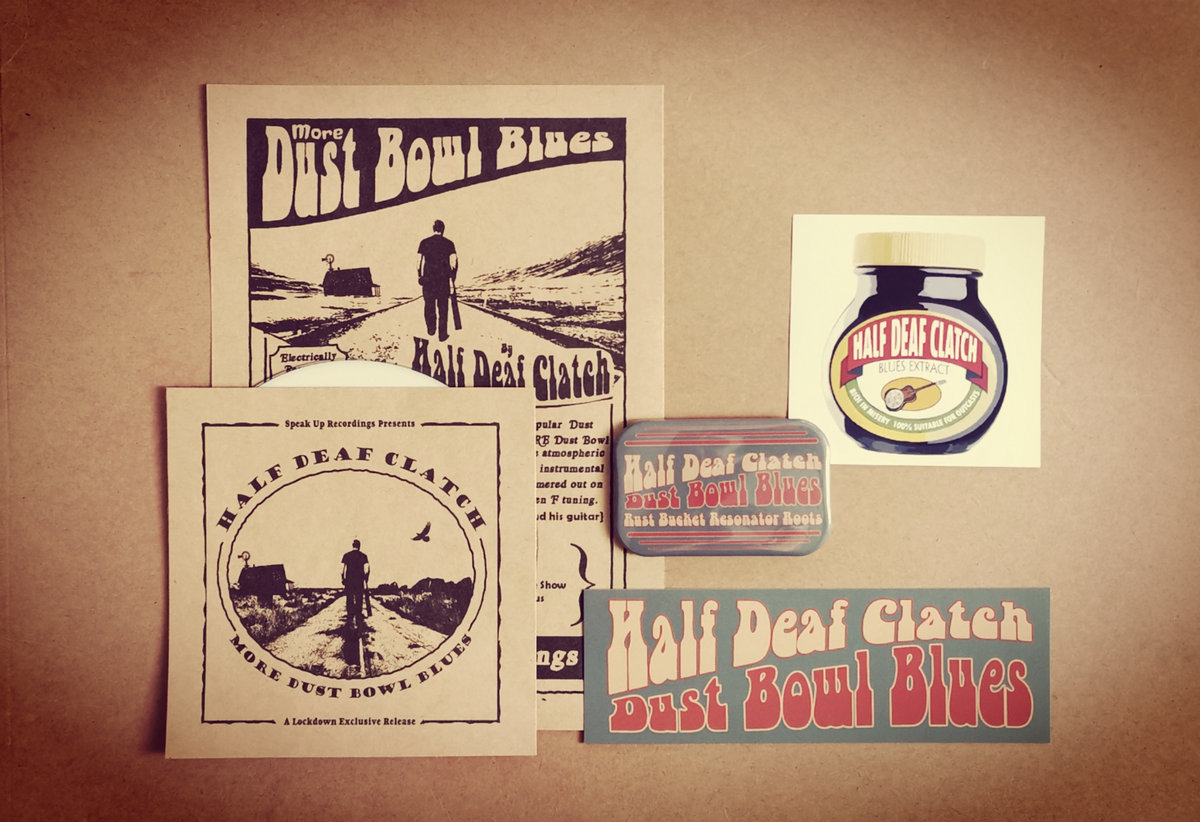 More
Dust Bowl Blues
Electrically
By
Half Deaf Clatch
pular Dust
RE Dust Bowl
atmospheric
instrumental
mered out on
en F tuning.
d his guitar}
Show
us
ngs
Speak Up Recordings Presents
HALF DEAF CLATCH
MORE DUST BOWL BLUES
A Lockdown Exclusive Release
HALF DEAF CLATCH
BLUES EXTRACT
RICH IN MISERY 100% SUITABLE FOR OUTCASTS
Half Deaf Clatch
Dust Bowl Blues
Rust Bucket Resonator Roots
Half Deaf Clatch
Dust Bowl Blues